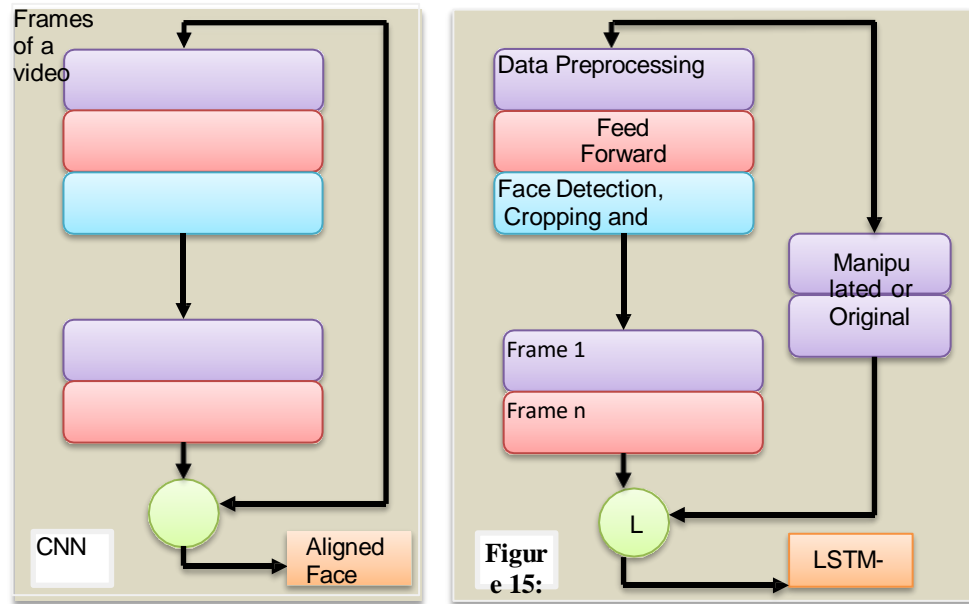 Frames
of a
video
CNN
Aligned
Face
Data Preprocessing
Feed
Forward
Face Detection,
Cropping and
Manipu
lated or
Original
Frame 1
Frame n
L
Figur
e 15:
LSTM-